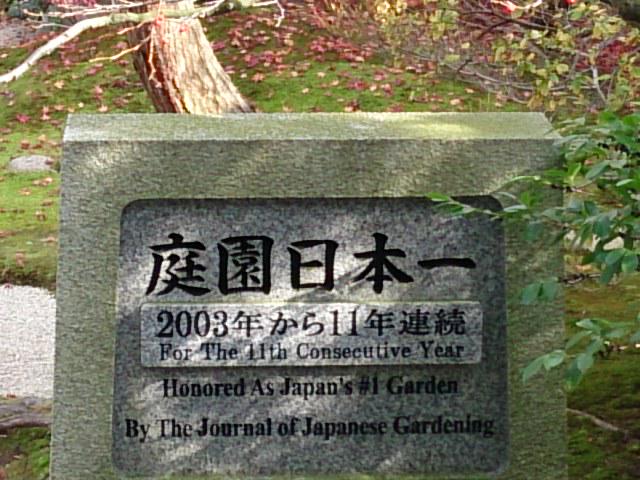 庭園日本一
2003年から11年連続
For The 11th Consecutive Year
Honored As Japan's #1 Garden
By The Journal of Japanese Gardening